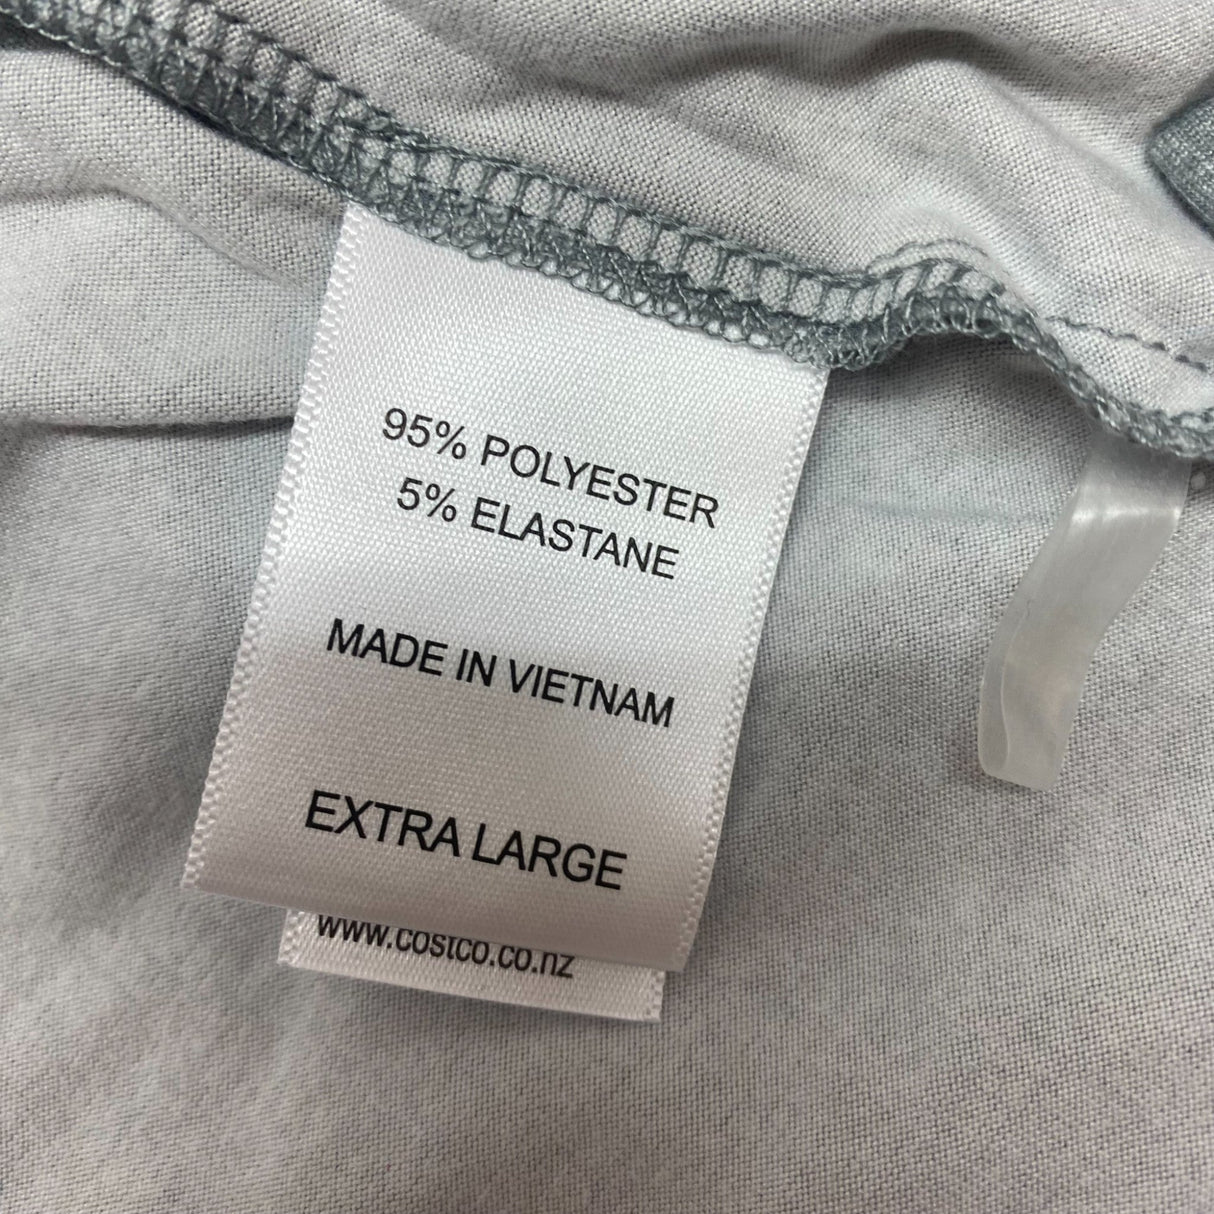 95% POLYESTER
5% ELASTANE
MADE IN VIETNAM
EXTRA LARGE
www.costco.co.nz